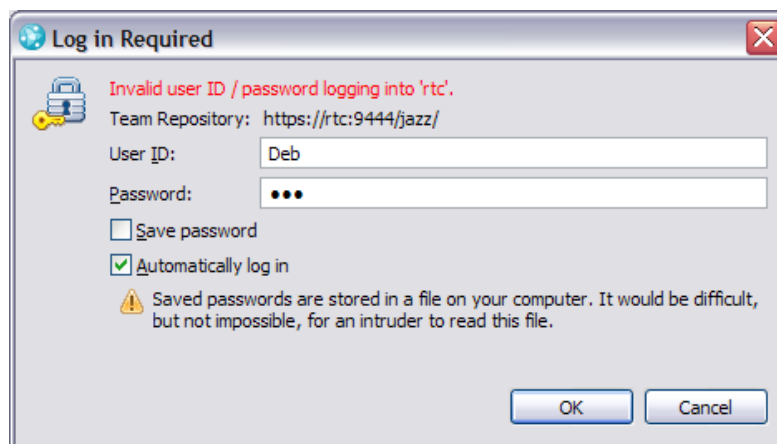 Log in Required
Invalid user ID / password logging into 'rtc'.
Team Repository: https://rtc:9444/jazz/
User ID: Deb
Password: ●●●
Save password
Automatically log in
Saved passwords are stored in a file on your computer. It would be difficult,
but not impossible, for an intruder to read this file.
OK Cancel